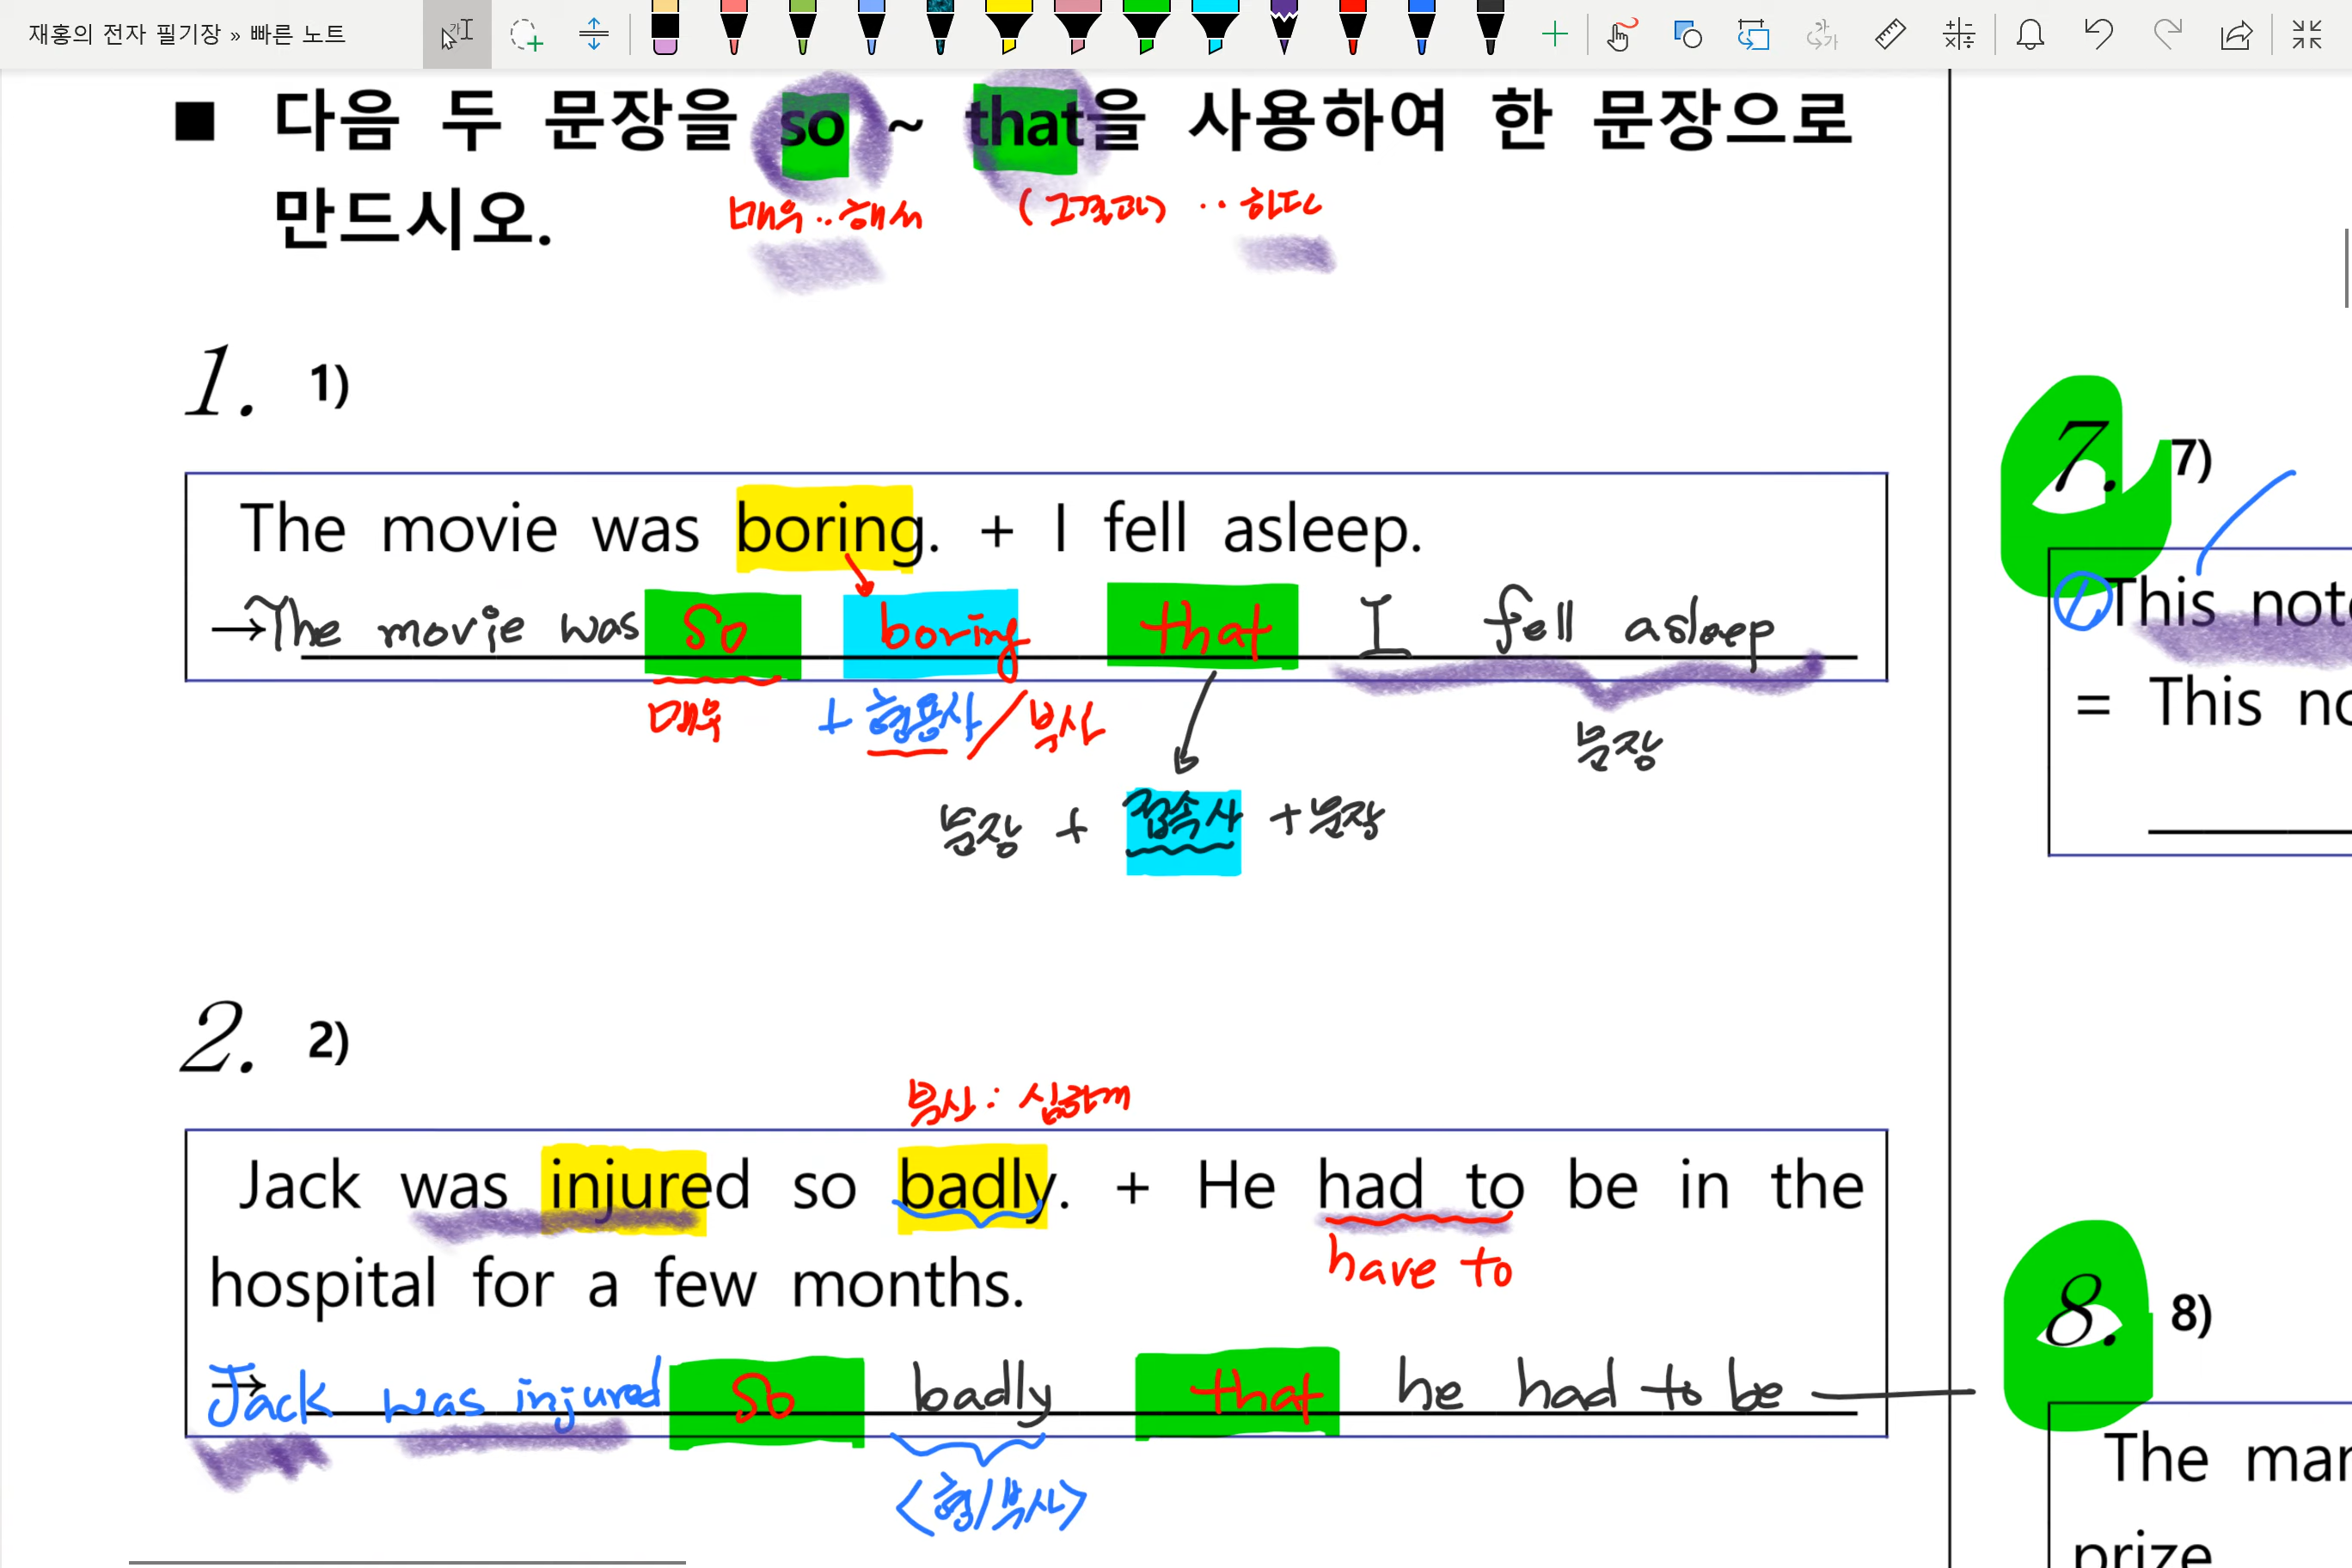 재홍의 전자 필기장 » 빠른 노트
■ 다음 두 문장을 so ~ that을 사용하여 한 문장으로
만드시오.
매우‥해서 (그결과) ‥하다
1. 1)
The movie was boring. + I fell asleep.
→The movie was so boring that I fell asleep
매우 + 형용사/부사
문장
문장 + 접속사 + 문장
2. 2)
부사 : 심하게
Jack was injured so badly. + He had to be in the
have to
hospital for a few months.
→Jack was injured so badly that he had to be
<형/부사>
7. 7)
①This not
= This no
8. 8)
The mar
prize